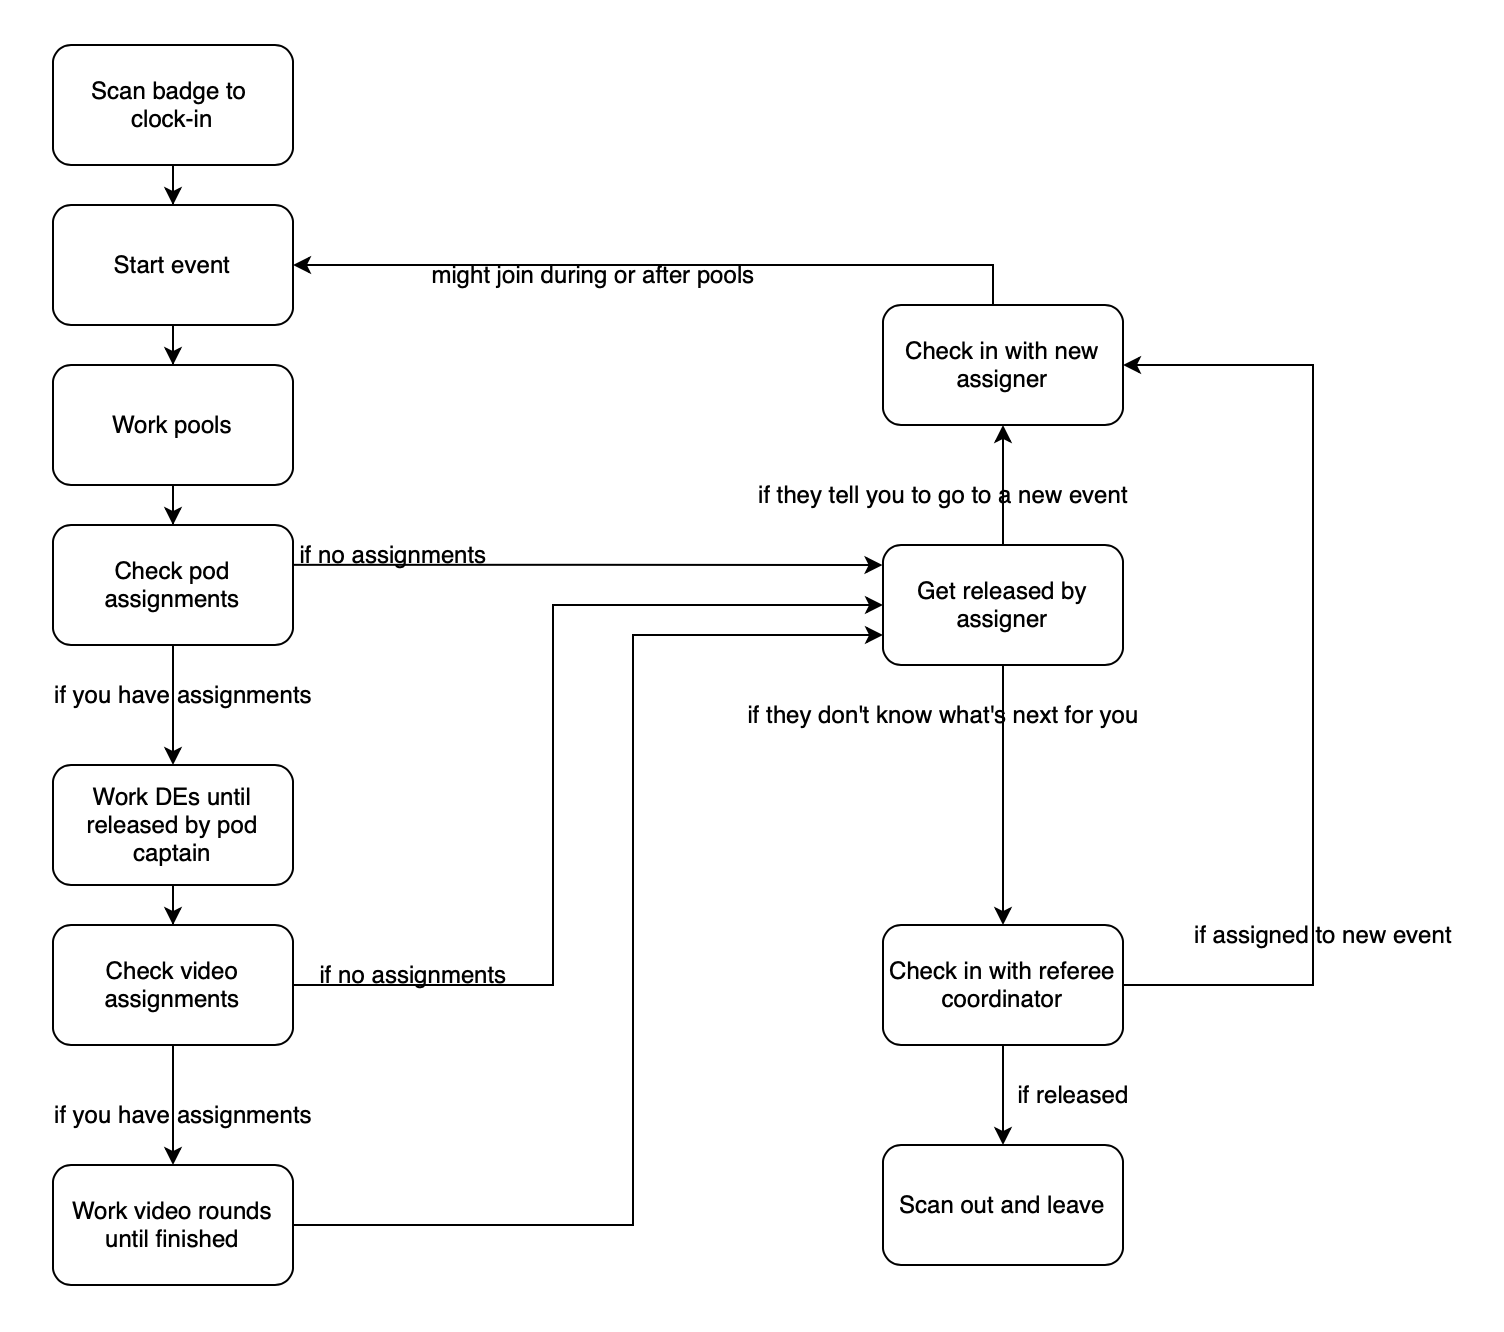 Scan badge to
clock-in
Start event
might join during or after pools
Check in with new
assigner
Work pools
if they tell you to go to a new event
Check pod
assignments
if no assignments
Get released by
assigner
if you have assignments
if they don't know what's next for you
Work DEs until
released by pod
captain
if assigned to new event
Check video
assignments
if no assignments
Check in with referee
coordinator
if you have assignments
if released
Work video rounds
until finished
Scan out and leave